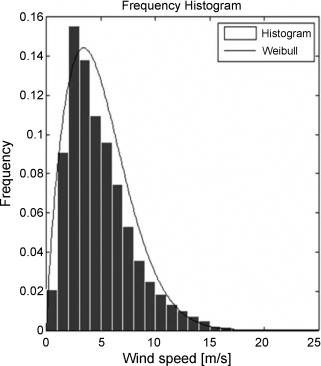 Frequency Histogram
Histogram
Weibull
0.16
0.14
0.12
0.1
0.08
0.06
0.04
0.02
0
Frequency
0 5 10 15 20 25
Wind speed [m/s]